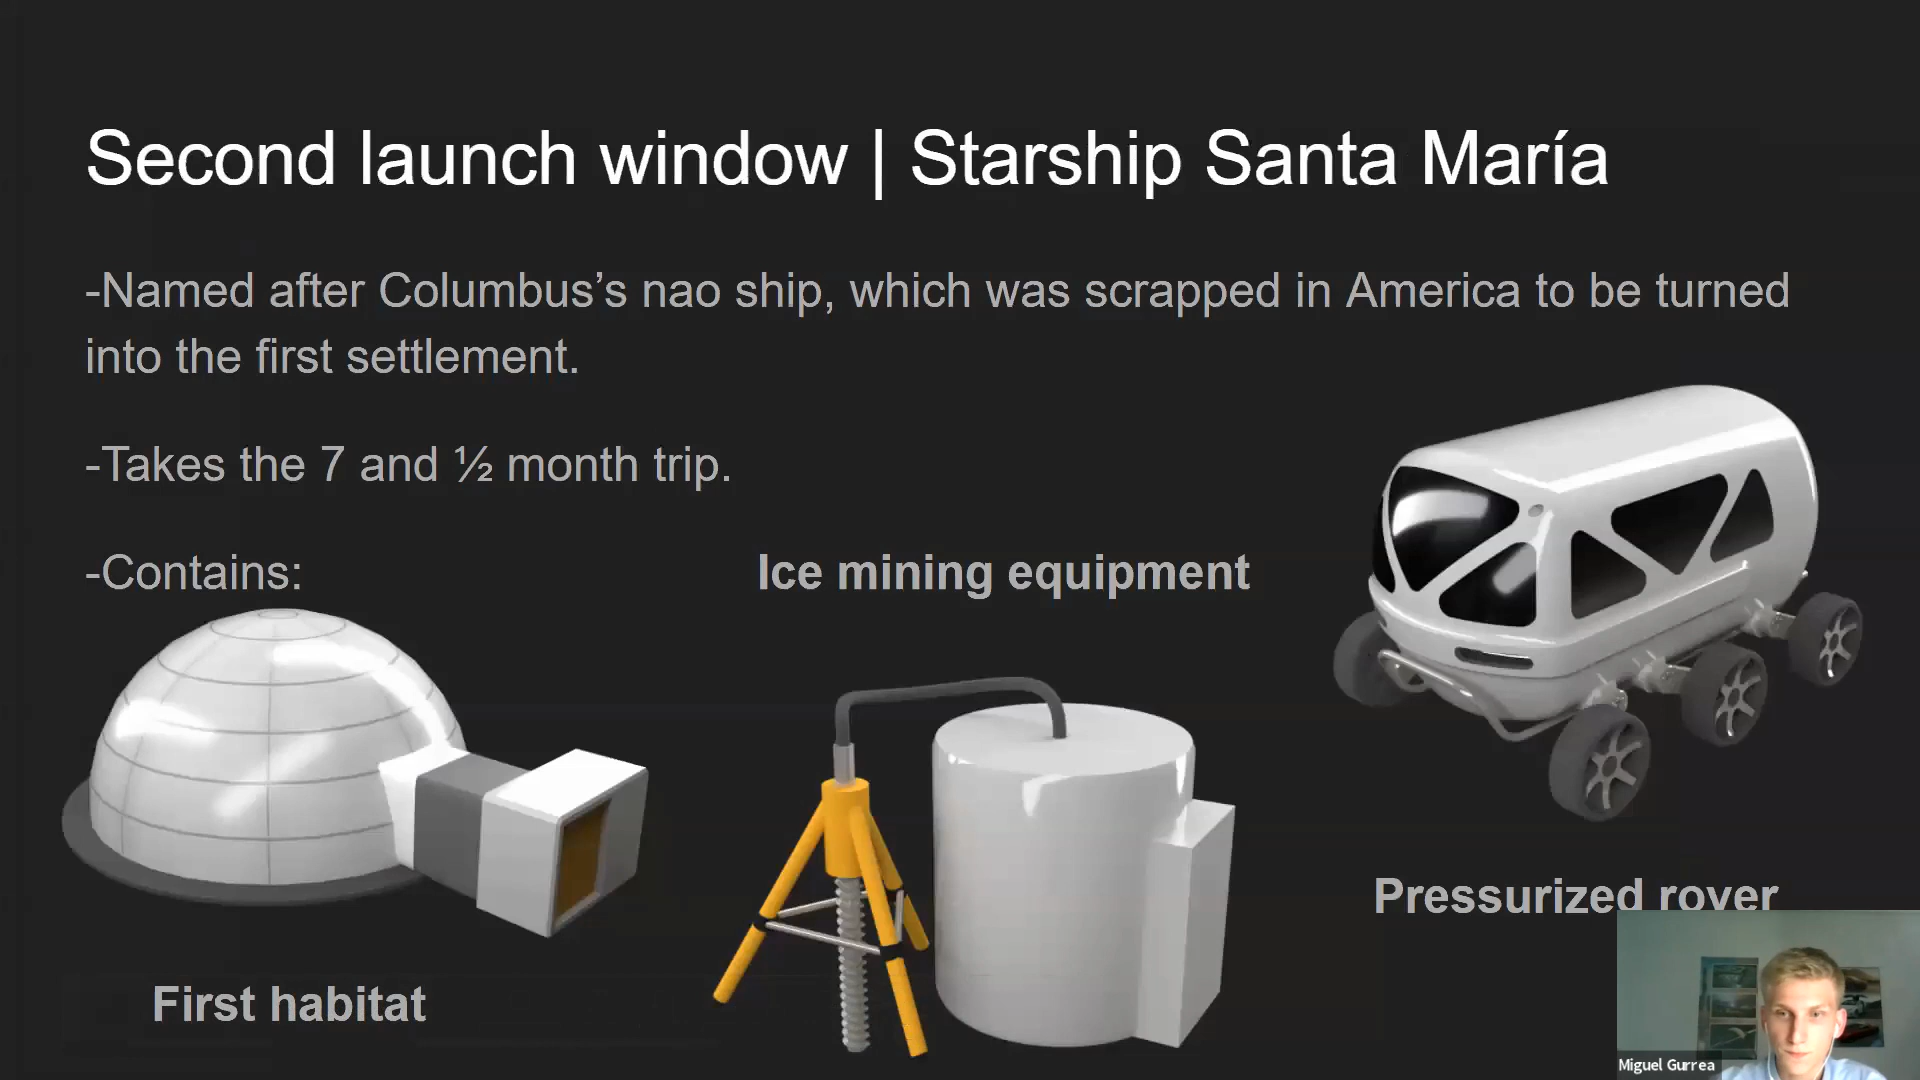 Second launch window | Starship Santa María
-Named after Columbus’s nao ship, which was scrapped in America to be turned
into the first settlement.
-Takes the 7 and ½ month trip.
-Contains:
Ice mining equipment
Pressurized rover
First habitat
Miguel Gurrea